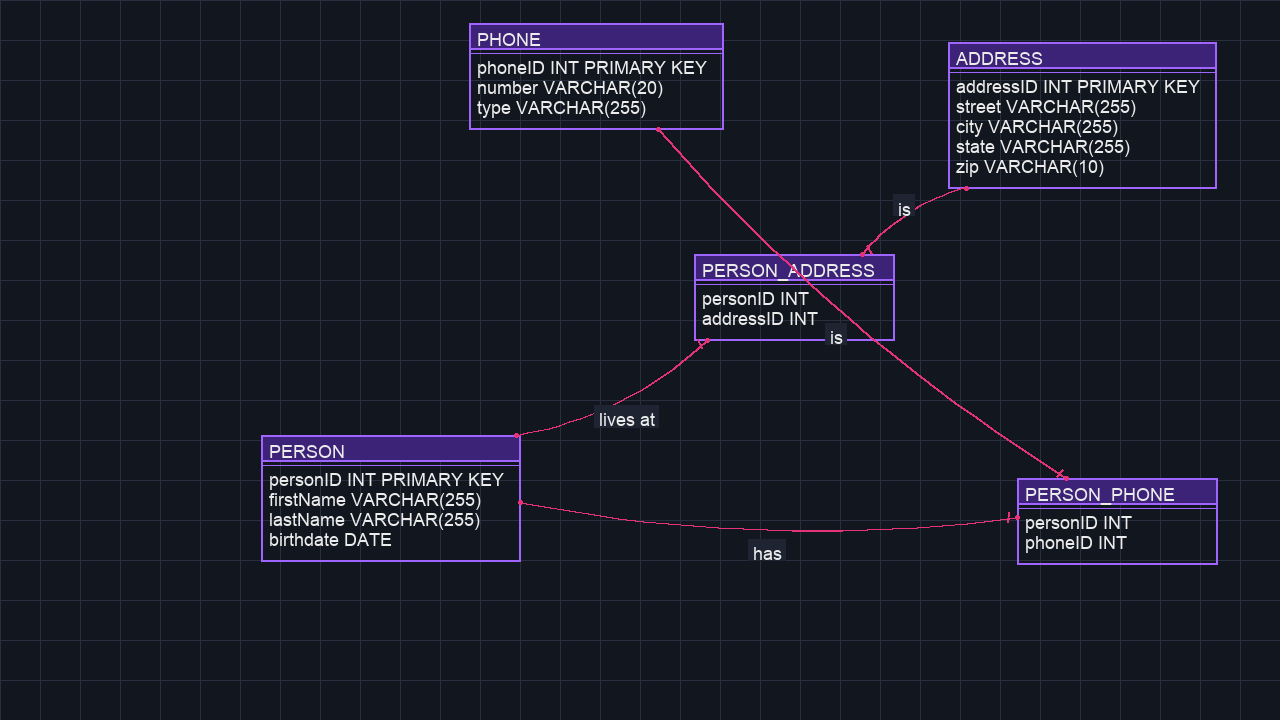 PHONE
phoneID INT PRIMARY KEY
number VARCHAR(20)
type VARCHAR(255)
ADDRESS
addressID INT PRIMARY KEY
street VARCHAR(255)
city VARCHAR(255)
state VARCHAR(255)
zip VARCHAR(10)
is
PERSON_ADDRESS
personID INT
addressID INT
is
lives at
PERSON
personID INT PRIMARY KEY
firstName VARCHAR(255)
lastName VARCHAR(255)
birthdate DATE
has
PERSON_PHONE
personID INT
phoneID INT